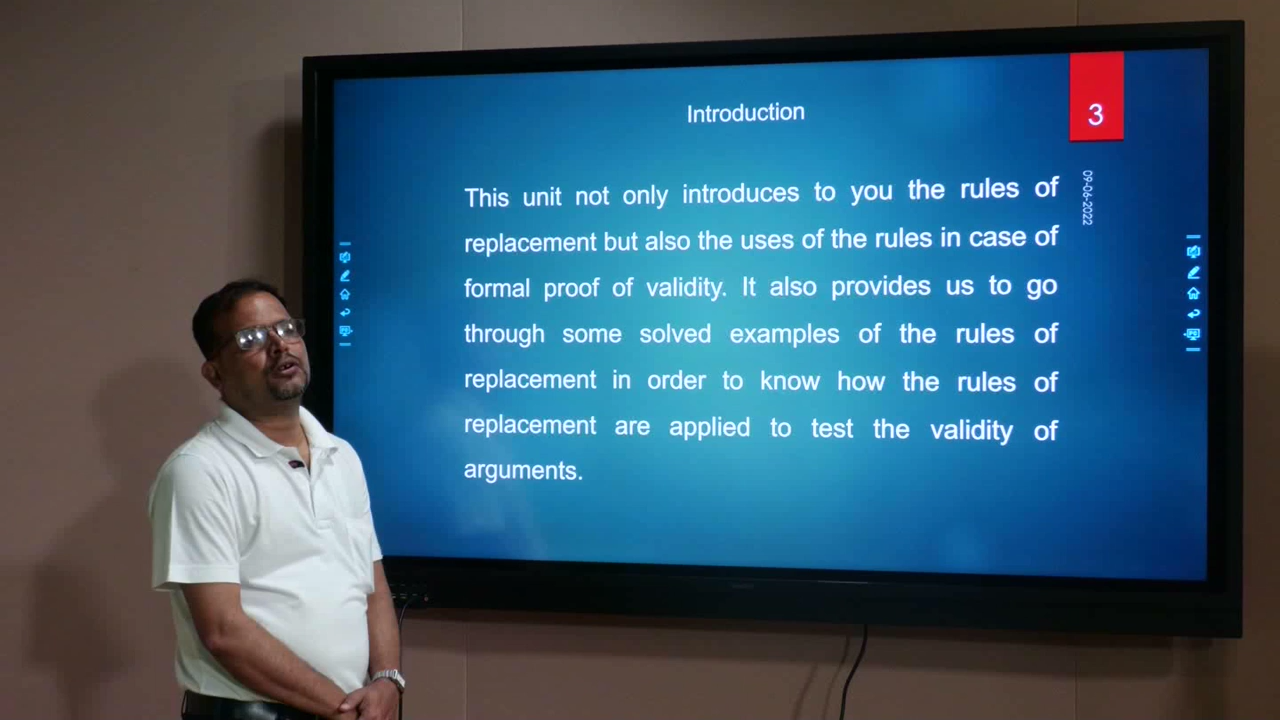 Introduction
3
09-06-2022
This unit not only introduces to you the rules of
replacement but also the uses of the rules in case of
formal proof of validity. It also provides us to go
through some solved examples of the rules of
replacement in order to know how the rules of
replacement are applied to test the validity of
arguments.